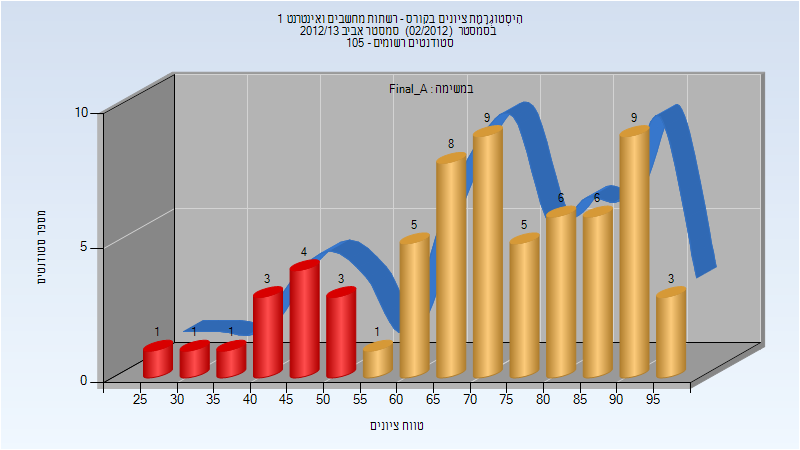 הִיסְטוֹגְרָמַת ציונים בקורס - רשתות מחשבים ואינטרנט 1
בסמסטר (02/2012) סמסטר אביב 2012/13
סטודנטים רשומים - 105
במשימה : Final_A
מספר סטודנטים
10
5
0
1
1
1
3
4
3
1
5
8
9
5
6
6
9
3
25 30 35 40 45 50 55 60 65 70 75 80 85 90 95
טווח ציונים